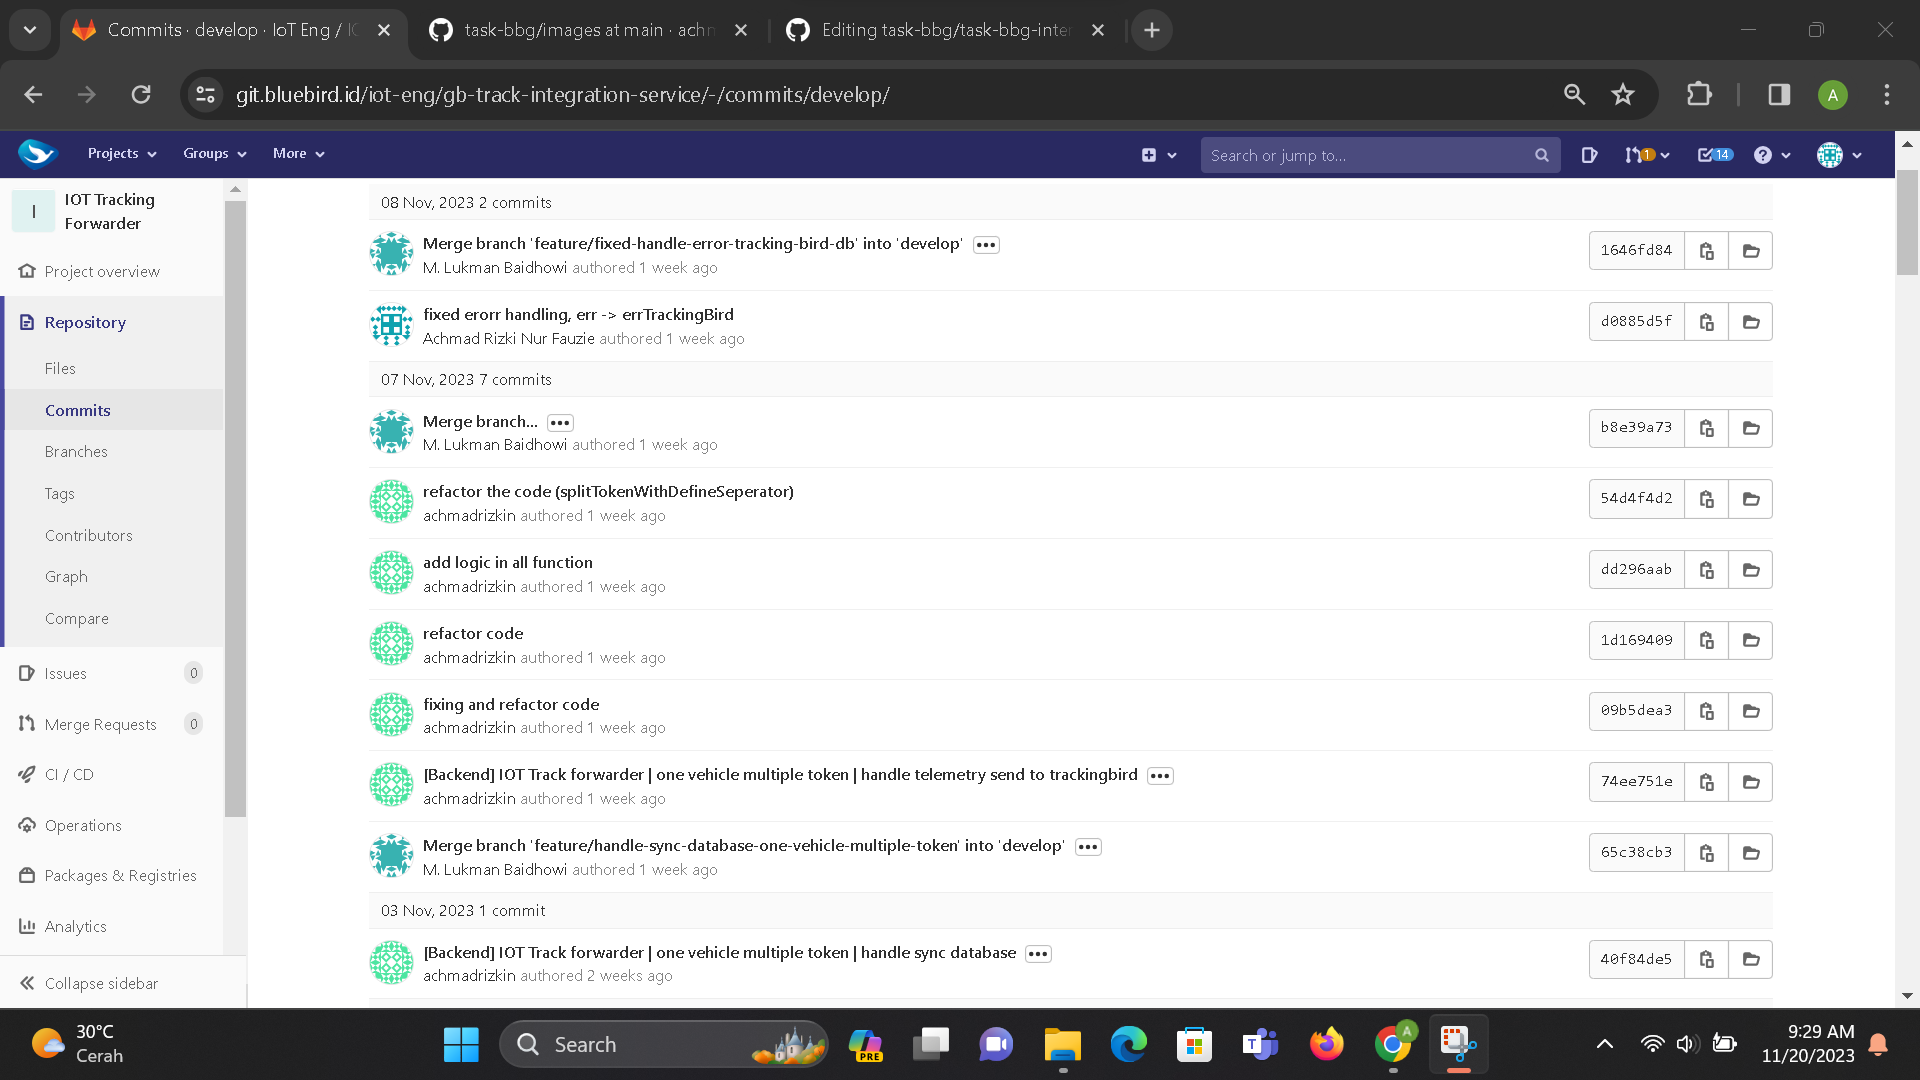 Commits · develop · IoT Eng / IO
task-bbg/images at main · achm
Editing task-bbg/task-bbg-inter
git.bluebird.id/iot-eng/gb-track-integration-service/-/commits/develop/
A
Projects
Groups
More
Search or jump to...
1
14
I
IOT Tracking
Forwarder
Project overview
Repository
Files
Commits
Branches
Tags
Contributors
Graph
Compare
Issues
0
Merge Requests
0
CI / CD
Operations
Packages & Registries
Analytics
Collapse sidebar
08 Nov, 2023 2 commits
Merge branch 'feature/fixed-handle-error-tracking-bird-db' into 'develop'
M. Lukman Baidhowi authored 1 week ago
1646fd84
fixed erorr handling, err -> errTrackingBird
Achmad Rizki Nur Fauzie authored 1 week ago
d0885d5f
07 Nov, 2023 7 commits
Merge branch...
M. Lukman Baidhowi authored 1 week ago
b8e39a73
refactor the code (splitTokenWithDefineSeperator)
achmadrizkin authored 1 week ago
54d4f4d2
add logic in all function
achmadrizkin authored 1 week ago
dd296aab
refactor code
achmadrizkin authored 1 week ago
1d169409
fixing and refactor code
achmadrizkin authored 1 week ago
09b5dea3
[Backend] IOT Track forwarder | one vehicle multiple token | handle telemetry send to trackingbird
achmadrizkin authored 1 week ago
74ee751e
Merge branch 'feature/handle-sync-database-one-vehicle-multiple-token' into 'develop'
M. Lukman Baidhowi authored 1 week ago
65c38cb3
03 Nov, 2023 1 commit
[Backend] IOT Track forwarder | one vehicle multiple token | handle sync database
achmadrizkin authored 2 weeks ago
40f84de5
30°C
Cerah
Search
PRE
A
9:29 AM
11/20/2023